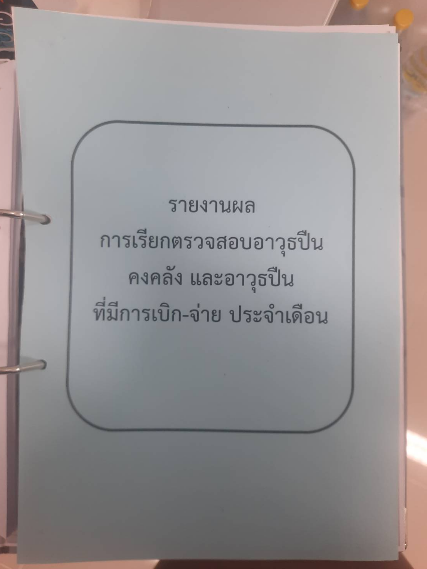 รายงานผล
การเรียกตรวจสอบอาวุธปืน
คงคลัง และอาวุธปืน
ที่มีการเบิก-จ่าย ประจำเดือน